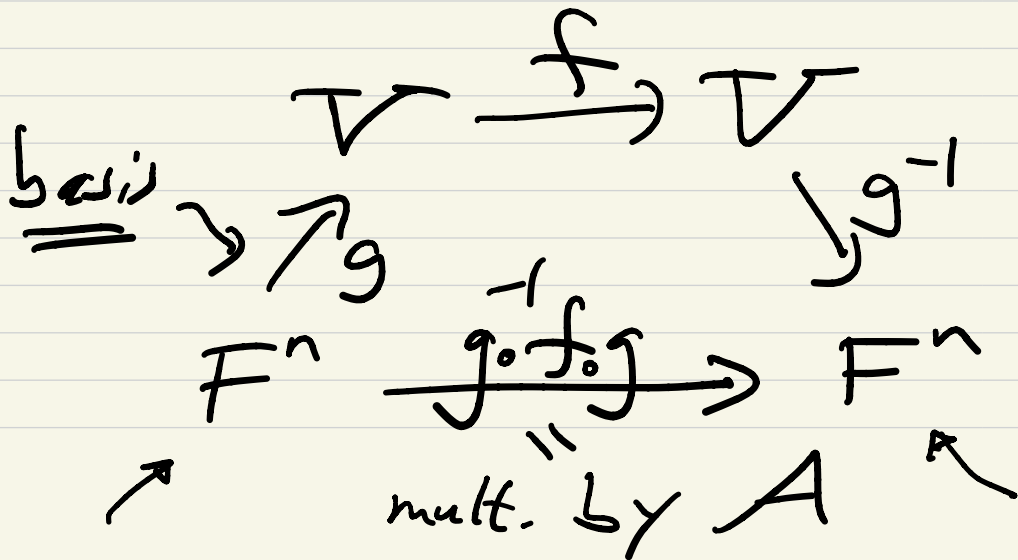 f
V → V
basis
g g⁻¹
Fⁿ g⁻¹∘f∘g Fⁿ
=
mult. by A